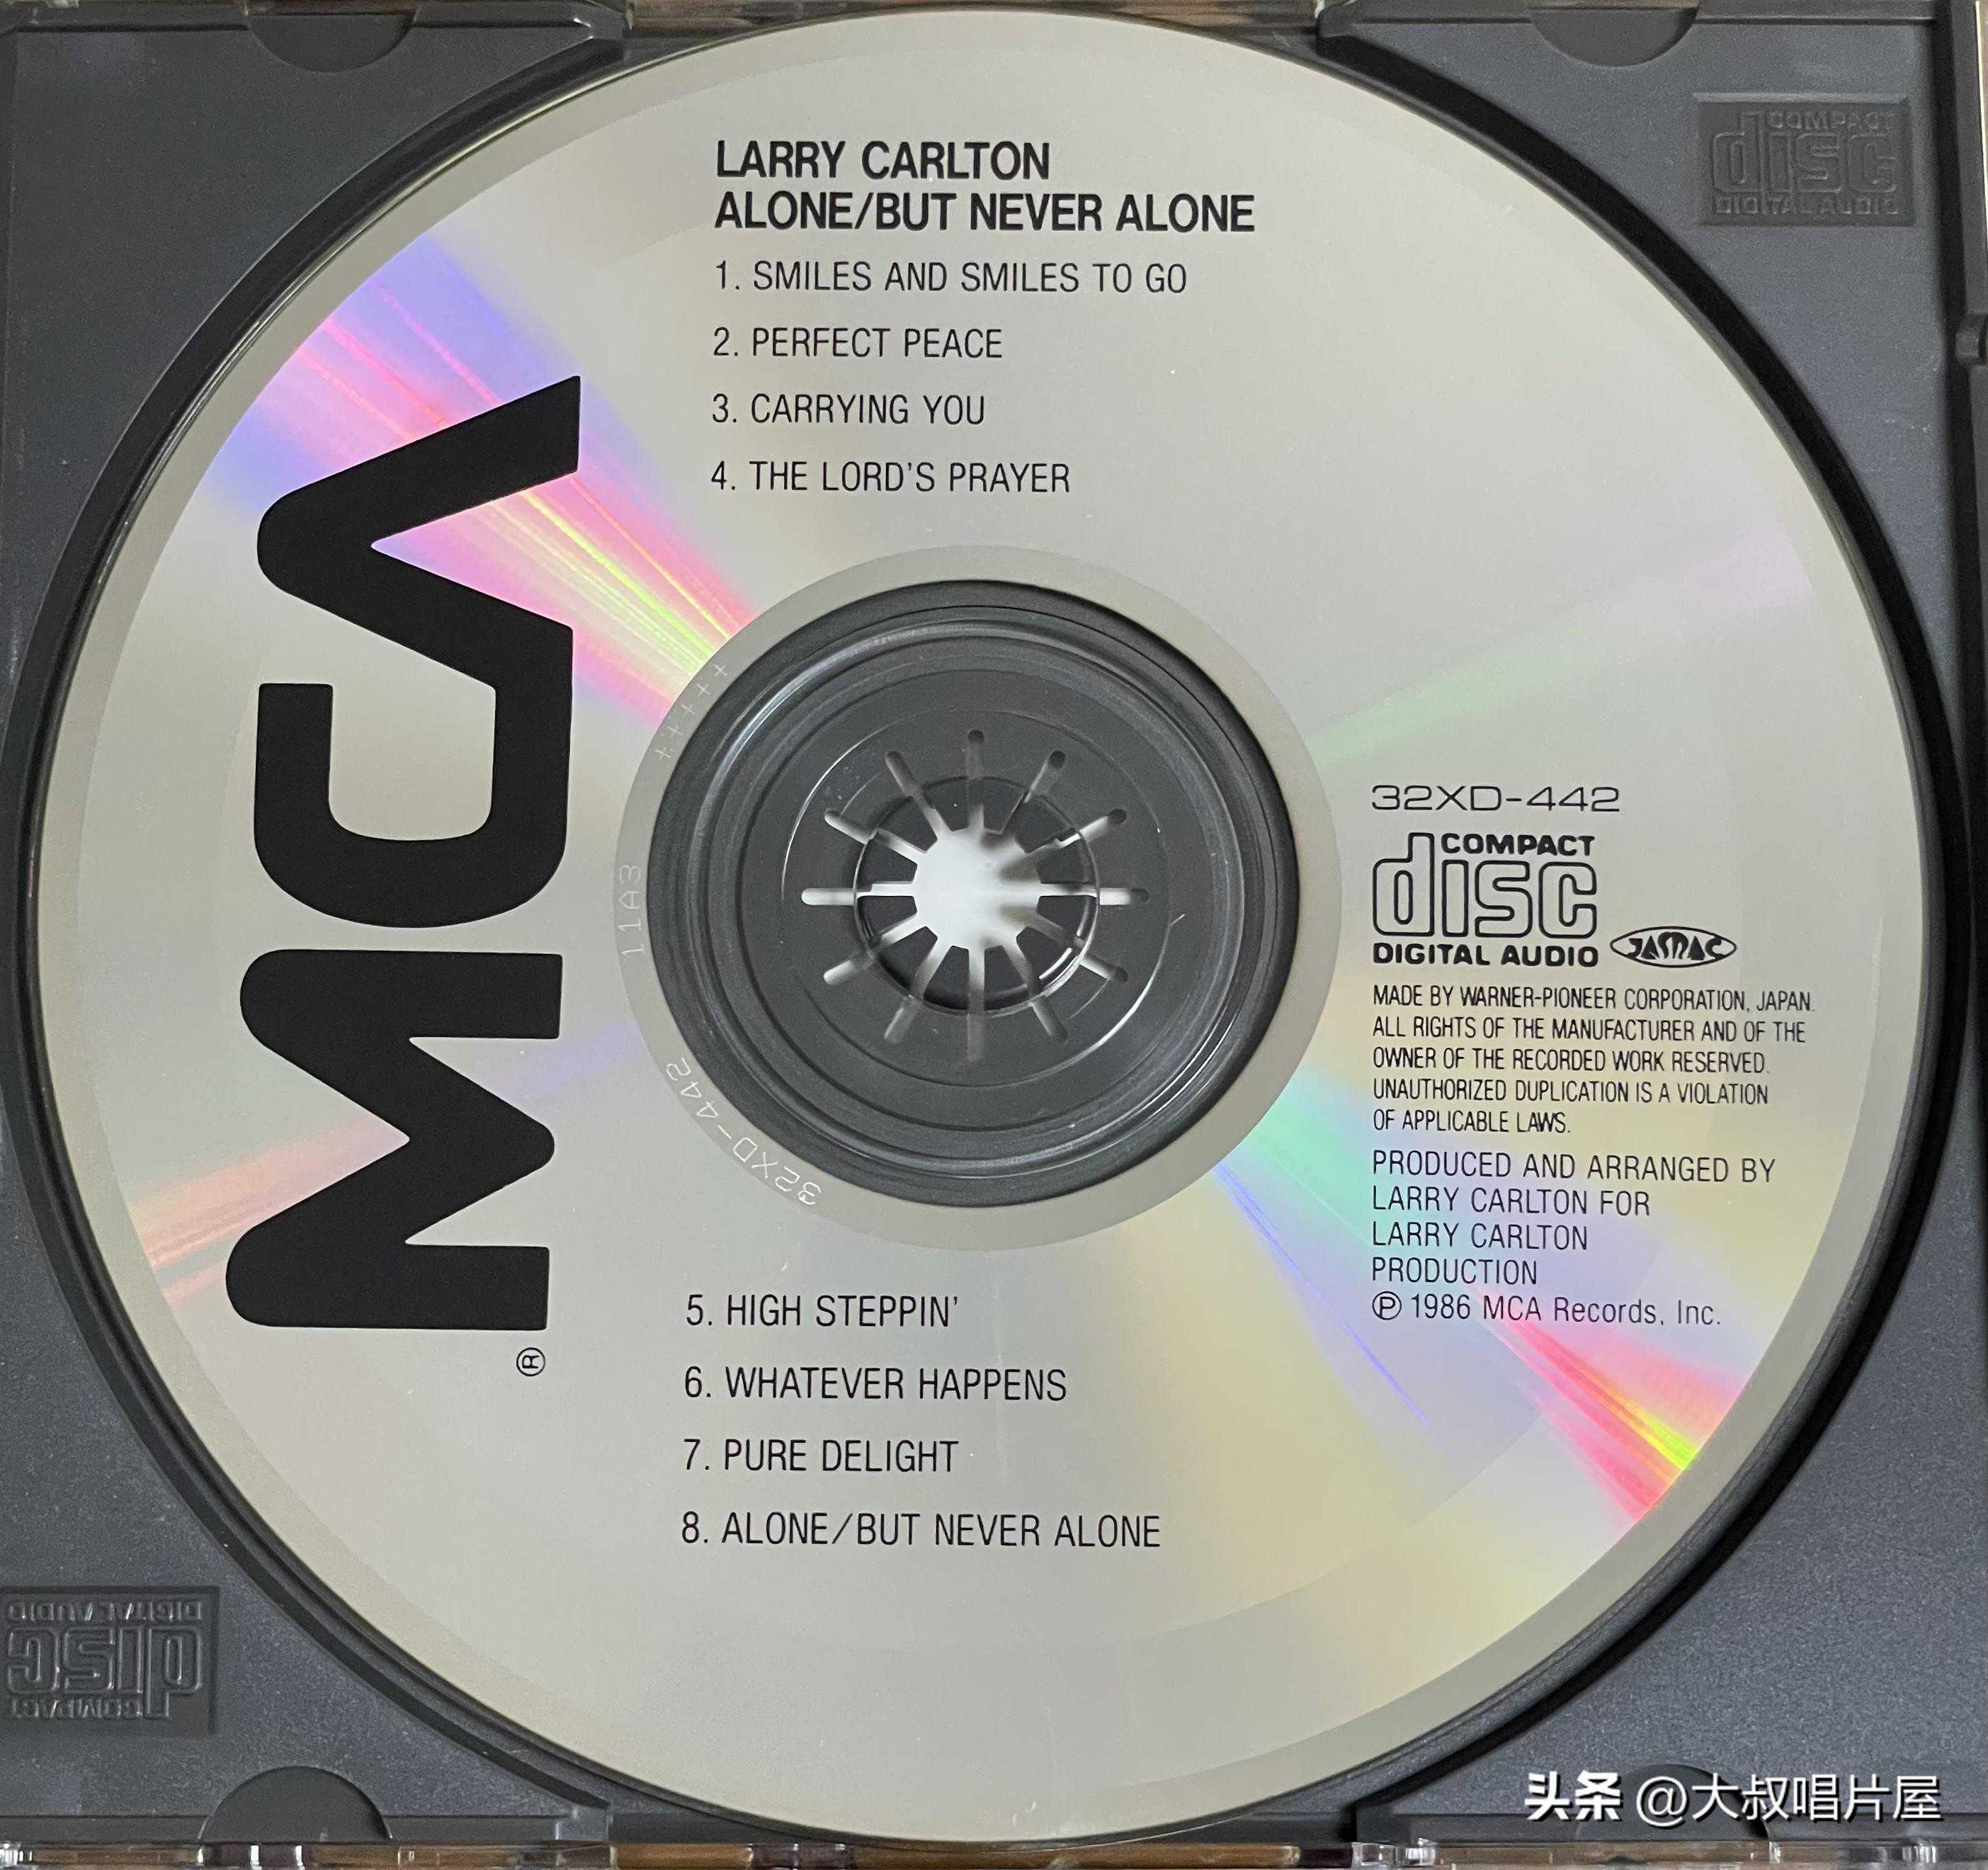 LARRY CARLTON
ALONE/BUT NEVER ALONE
1. SMILES AND SMILES TO GO
2. PERFECT PEACE
3. CARRYING YOU
4. THE LORD'S PRAYER
MCA
®
32XD-442
COMPACT
disc
DIGITAL AUDIO
JASRAC
MADE BY WARNER-PIONEER CORPORATION, JAPAN.
ALL RIGHTS OF THE MANUFACTURER AND OF THE
OWNER OF THE RECORDED WORK RESERVED.
UNAUTHORIZED DUPLICATION IS A VIOLATION
OF APPLICABLE LAWS.
PRODUCED AND ARRANGED BY
LARRY CARLTON FOR
LARRY CARLTON
PRODUCTION
℗ 1986 MCA Records, Inc.
5. HIGH STEPPIN'
6. WHATEVER HAPPENS
7. PURE DELIGHT
8. ALONE/BUT NEVER ALONE
32XD-442
11A3
+++++
COMPACT
disc
DIGITAL AUDIO
COMPACT
disc
DIGITAL AUDIO
头条 @大叔唱片屋